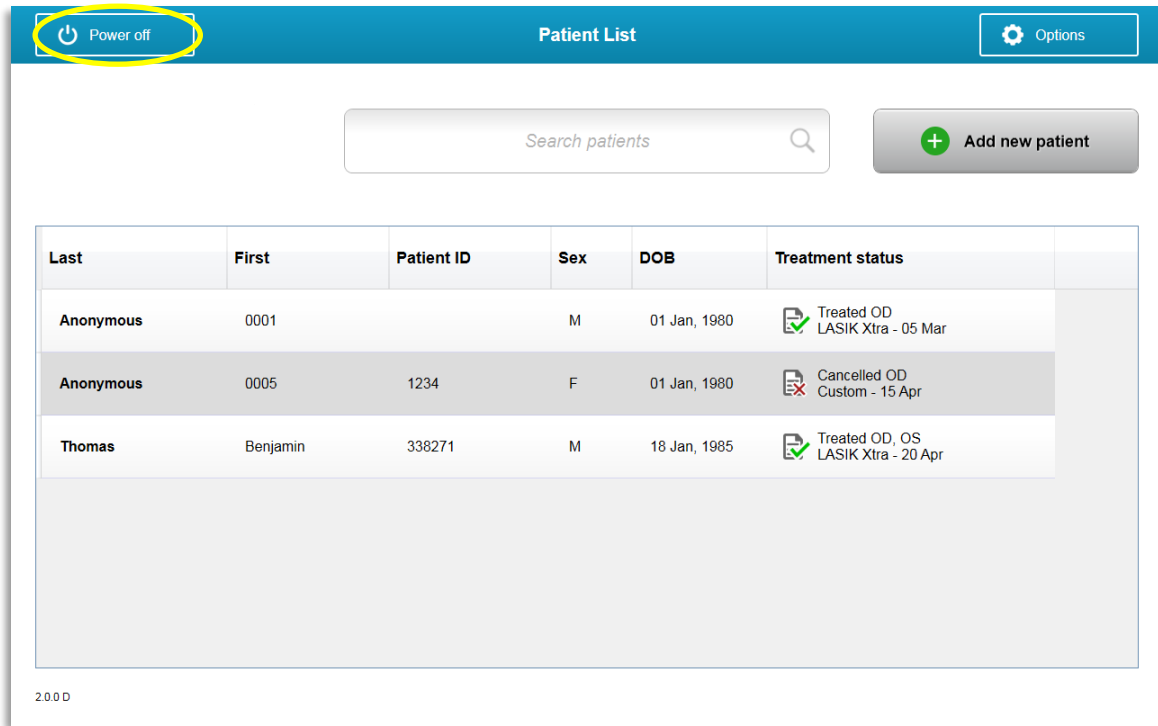 Power off
Patient List
Options
Search patients
Add new patient
Last First Patient ID Sex DOB Treatment status
Anonymous 0001 M 01 Jan, 1980 Treated OD
LASIK Xtra - 05 Mar
Anonymous 0005 1234 F 01 Jan, 1980 Cancelled OD
Custom - 15 Apr
Thomas Benjamin 338271 M 18 Jan, 1985 Treated OD, OS
LASIK Xtra - 20 Apr
2.0.0 D